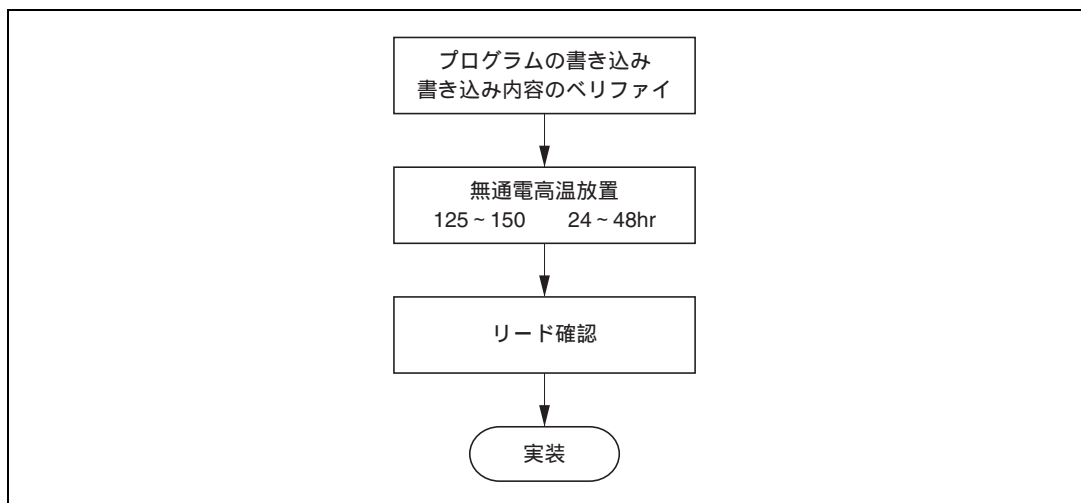 プログラムの書き込み
書き込み内容のベリファイ
無通電高温放置
125~150　24~48hr
リード確認
実装